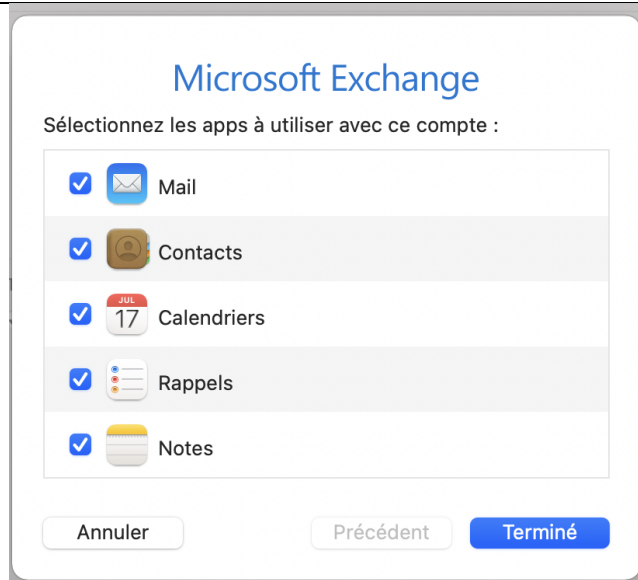 Microsoft Exchange
Sélectionnez les apps à utiliser avec ce compte :
Mail
Contacts
JUL
17
Calendriers
Rappels
Notes
Annuler
Précédent
Terminé